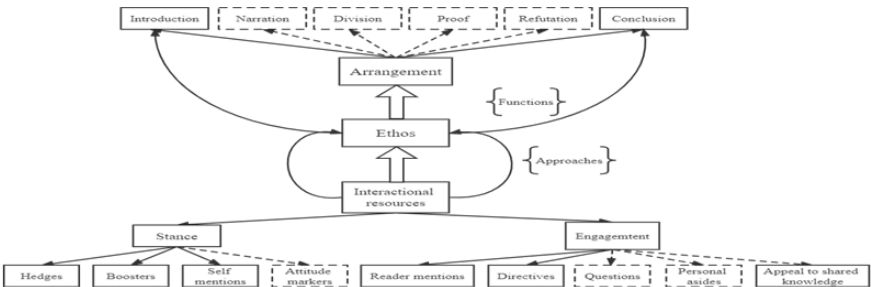 Introduction
Narration
Division
Proof
Refutation
Conclusion
Arrangement
{Functions}
Ethos
{Approaches}
Interactional
resources
Stance
Engagemtent
Hedges
Boosters
Self
mentions
Attitude
markers
Reader mentions
Directives
Questions
Personal
asides
Appeal to shared
knowledge